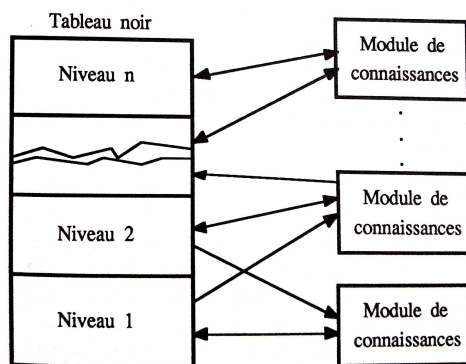 Tableau noir
Niveau n
Niveau 2
Niveau 1
Module de
connaissances
Module de
connaissances
Module de
connaissances